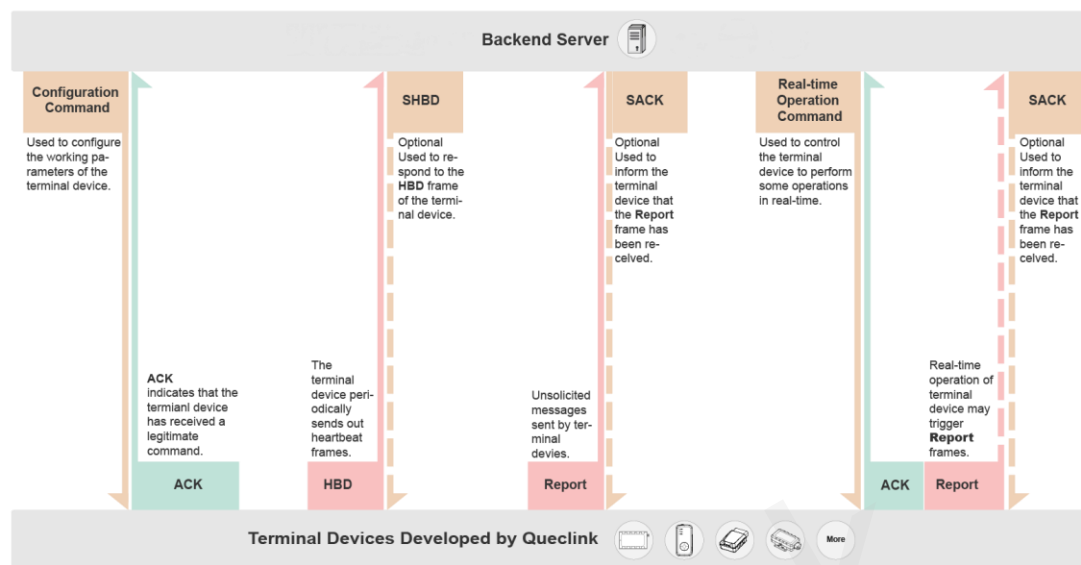 Backend Server
Configuration
Command
Used to configure
the working pa-
rameters of the
terminal device.
ACK
indicates that the
termianl device
has received a
legitimate
command.
ACK
SHBD
Optional
Used to re-
spond to the
HBD frame
of the termi-
nal device.
The
terminal
device peri-
odically
sends out
heartbeat
frames.
HBD
SACK
Optional
Used to
inform the
terminal
device that
the Report
frame has
been re-
celved.
Unsolicited
messages
sent by ter-
minal
devies.
Report
Real-time
Operation
Command
Used to control
the terminal
device to perform
some operations
in real-time.
ACK
SACK
Optional
Used to
inform the
terminal
device that
the Report
frame has
been re-
celved.
Real-time
operation of
terminal
device may
trigger
Report
frames.
Report
Terminal Devices Developed by Queclink
More